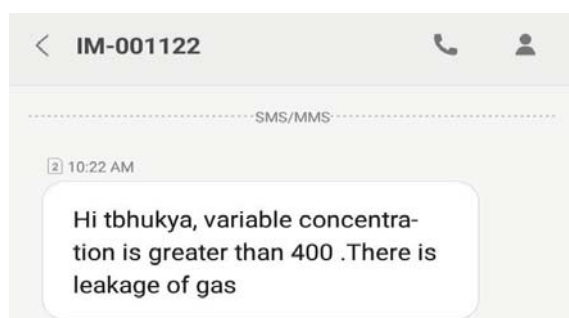 IM-001122
SMS/MMS
2 10:22 AM
Hi tbhukya, variable concentra-
tion is greater than 400 .There is
leakage of gas